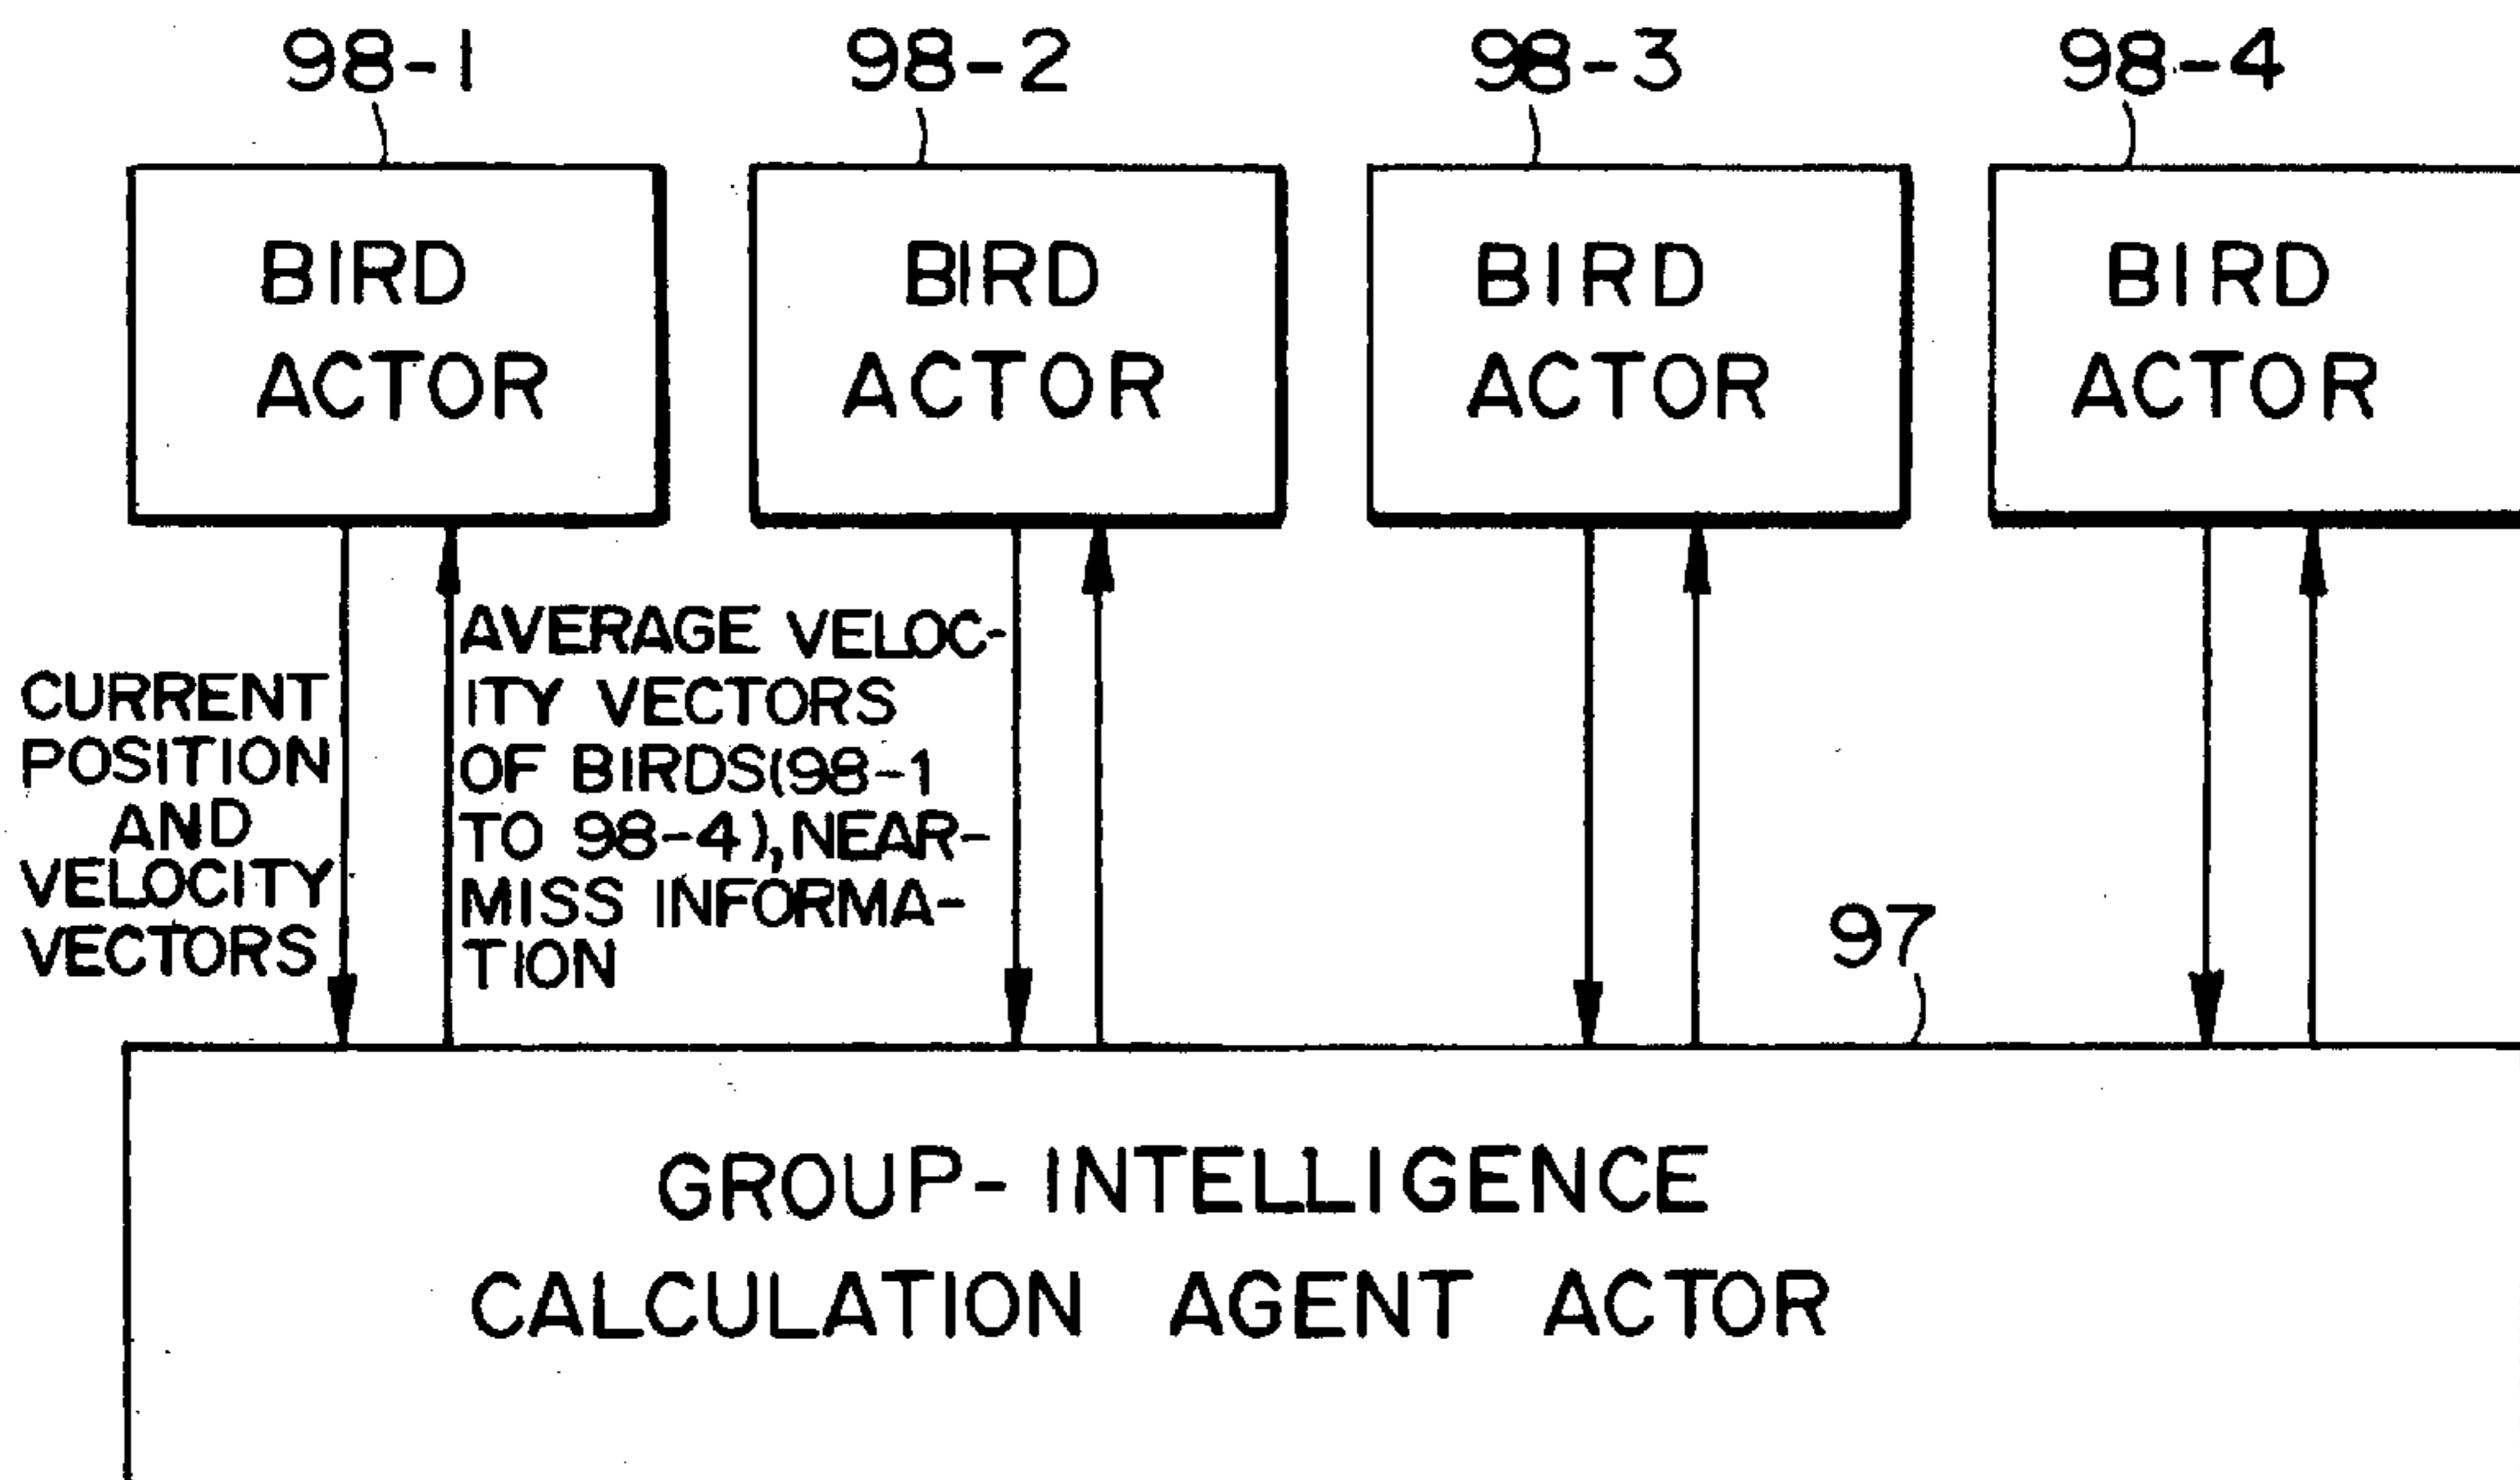 98-1
98-2
98-3
98-4
BIRD
ACTOR
BIRD
ACTOR
BIRD
ACTOR
BIRD
ACTOR
CURRENT
POSITION
AND
VELOCITY
VECTORS
AVERAGE VELOC-
ITY VECTORS
OF BIRDS(98-1
TO 98-4),NEAR-
MISS INFORMA-
TION
97
GROUP-INTELLIGENCE
CALCULATION AGENT ACTOR